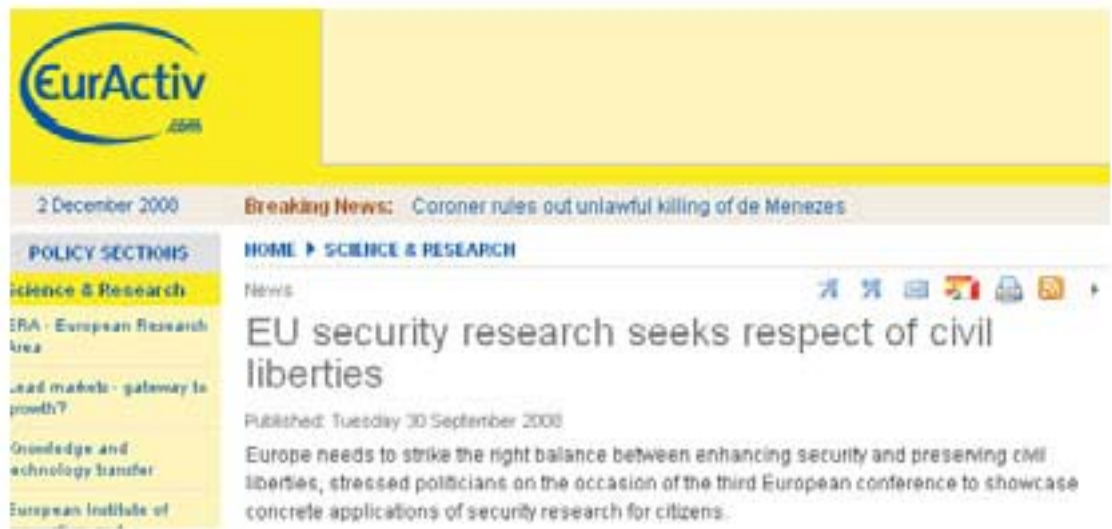 EurActiv
.com
2 December 2008
Breaking News: Coroner rules out unlawful killing of de Menezes
POLICY SECTIONS
HOME SCIENCE & RESEARCH
Science & Research
News
ERA - European Research
Area
EU security research seeks respect of civil
liberties
Lead markets - gateway to
growth?
Published: Tuesday 30 September 2008
Knowledge and
technology transfer
Europe needs to strike the right balance between enhancing security and preserving civil
liberties, stressed politicians on the occasion of the third European conference to showcase
concrete applications of security research for citizens.
European Institute of